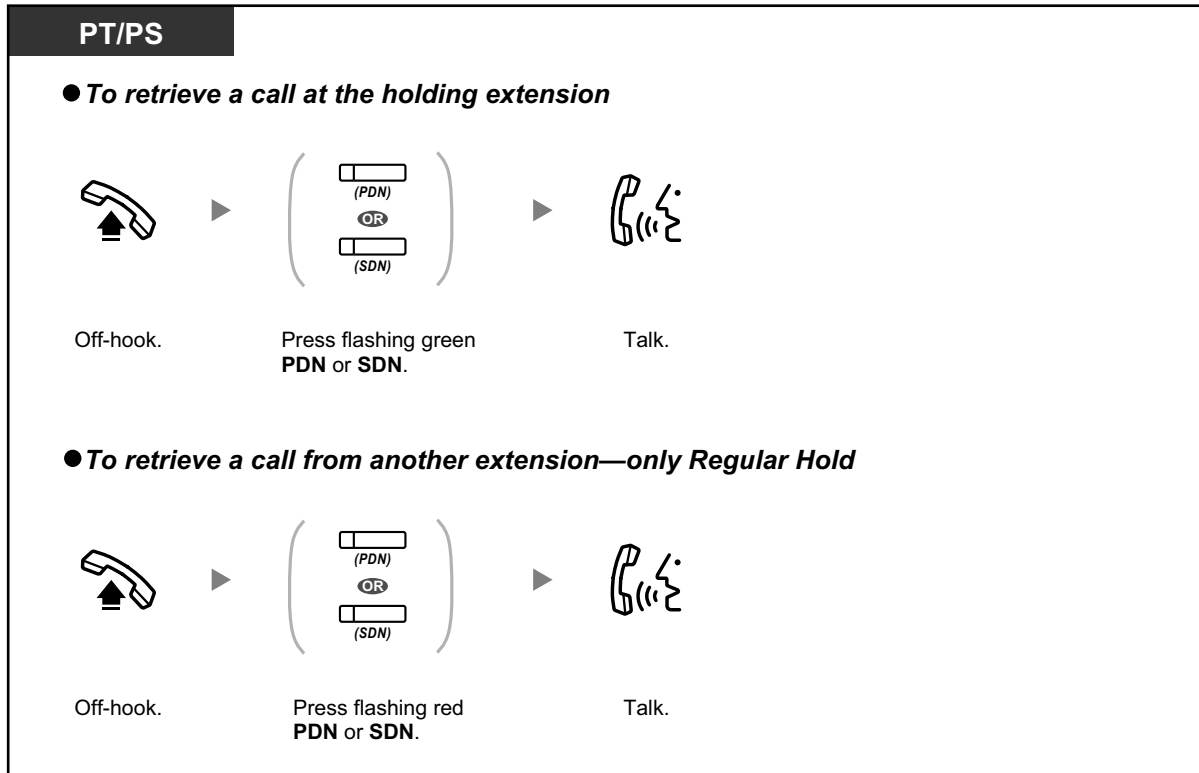 PT/PS
● To retrieve a call at the holding extension
(PDN)
OR
(SDN)
Off-hook.
Press flashing green
PDN or SDN.
Talk.
● To retrieve a call from another extension—only Regular Hold
(PDN)
OR
(SDN)
Off-hook.
Press flashing red
PDN or SDN.
Talk.